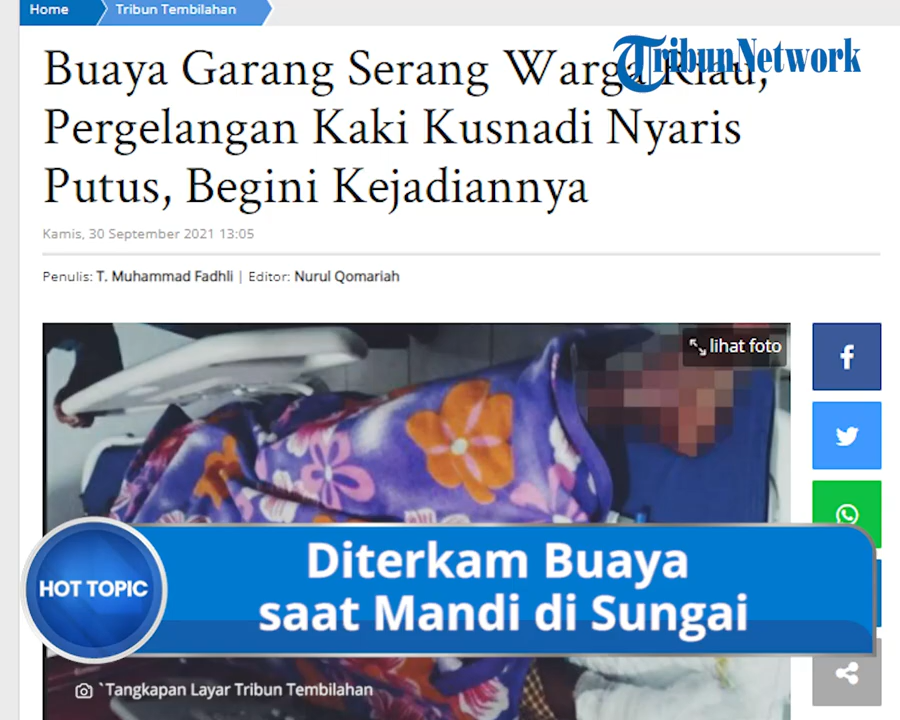 Home
Tribun Tembilahan
TribunNetwork
Buaya Garang Serang Warga Riau,
Pergelangan Kaki Kusnadi Nyaris
Putus, Begini Kejadiannya
Kamis, 30 September 2021 13:05
Penulis: T. Muhammad Fadhli | Editor: Nurul Qomariah
lihat foto
HOT TOPIC
Diterkam Buaya
saat Mandi di Sungai
`Tangkapan Layar Tribun Tembilahan